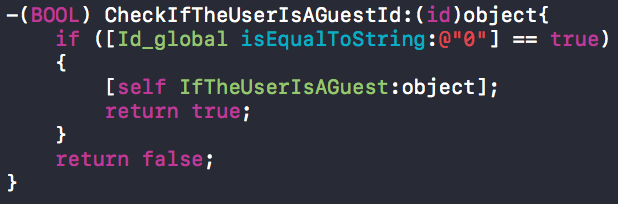 -(BOOL) CheckIfTheUserIsAGuestId:(id)object{
    if ([Id_global isEqualToString:@"0"] == true)
    {
        [self IfTheUserIsAGuest:object];
        return true;
    }
    return false;
}